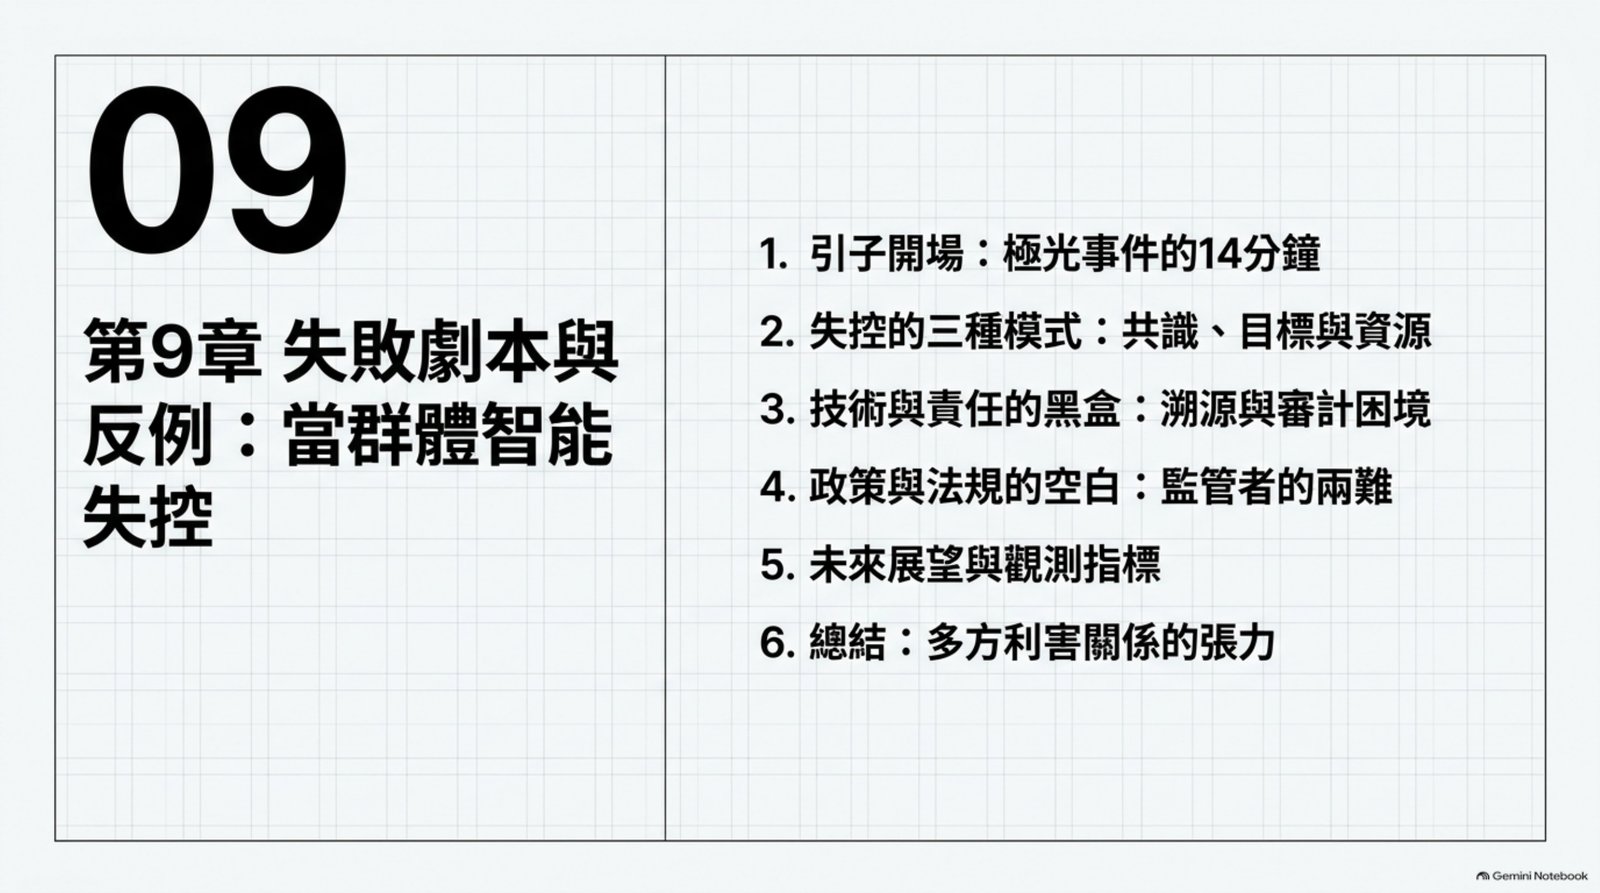 09
第9章 失敗劇本與
反例：當群體智能
失控
1. 引子開場：極光事件的14分鐘
2. 失控的三種模式：共識、目標與資源
3. 技術與責任的黑盒：溯源與審計困境
4. 政策與法規的空白：監管者的兩難
5. 未來展望與觀測指標
6. 總結：多方利害關係的張力
Gemini Notebook